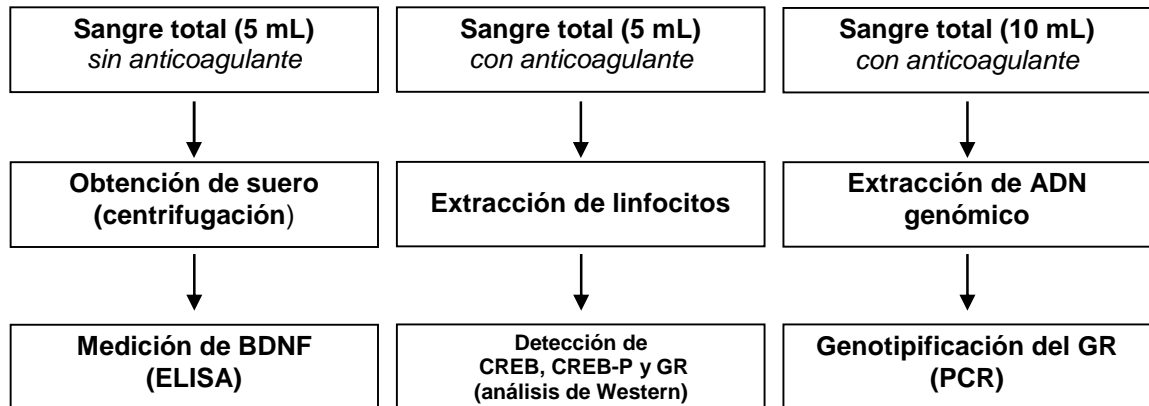 Sangre total (5 mL)
sin anticoagulante
Sangre total (5 mL)
con anticoagulante
Sangre total (10 mL)
con anticoagulante
Obtención de suero
(centrifugación)
Extracción de linfocitos
Extracción de ADN
genómico
Medición de BDNF
(ELISA)
Detección de
CREB, CREB-P y GR
(análisis de Western)
Genotipificación del GR
(PCR)